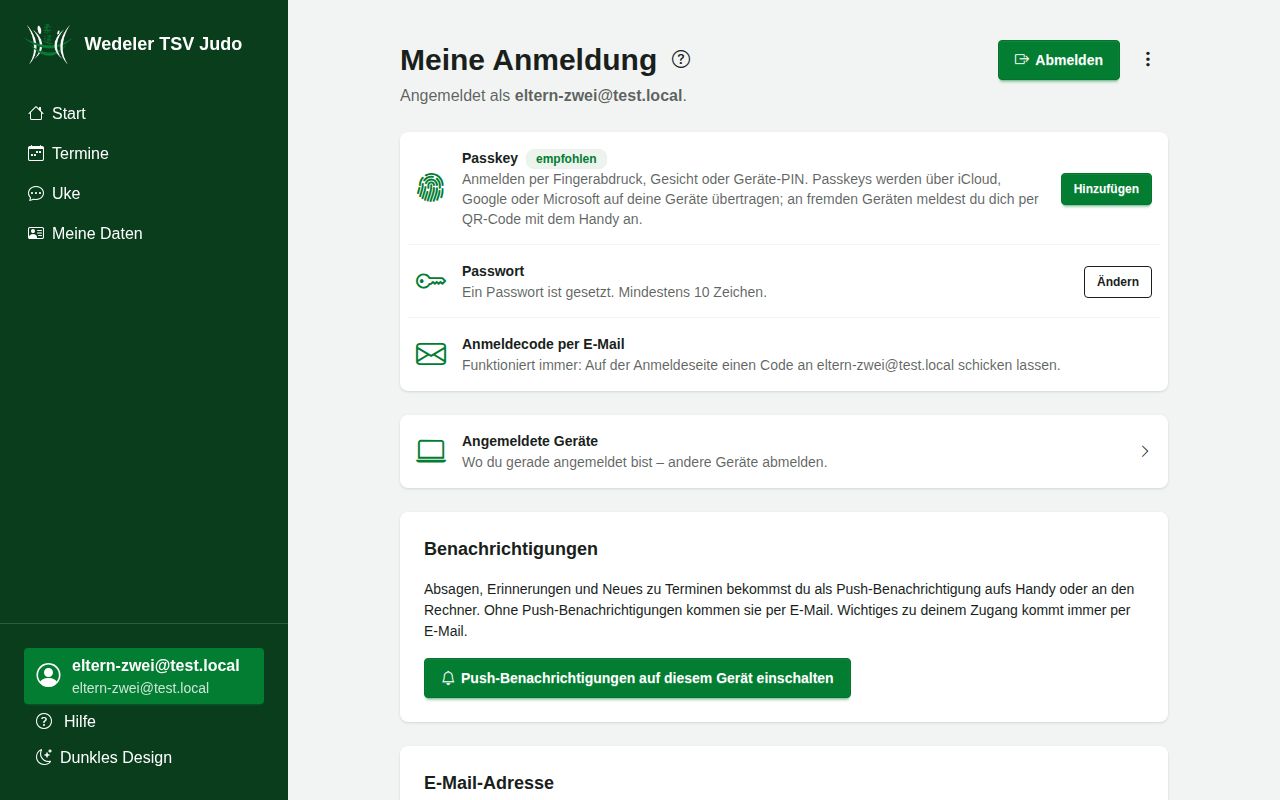 Wedeler TSV Judo
Start
Termine
Uke
Meine Daten
eltern-zwei@test.local
eltern-zwei@test.local
Hilfe
Dunkles Design
Meine Anmeldung
Abmelden
Angemeldet als eltern-zwei@test.local.
Passkey empfohlen
Anmelden per Fingerabdruck, Gesicht oder Geräte-PIN. Passkeys werden über iCloud,
Google oder Microsoft auf deine Geräte übertragen; an fremden Geräten meldest du dich per
QR-Code mit dem Handy an.
Hinzufügen
Passwort
Ein Passwort ist gesetzt. Mindestens 10 Zeichen.
Ändern
Anmeldecode per E-Mail
Funktioniert immer: Auf der Anmeldeseite einen Code an eltern-zwei@test.local schicken lassen.
Angemeldete Geräte
Wo du gerade angemeldet bist – andere Geräte abmelden.
Benachrichtigungen
Absagen, Erinnerungen und Neues zu Terminen bekommst du als Push-Benachrichtigung aufs Handy oder an den
Rechner. Ohne Push-Benachrichtigungen kommen sie per E-Mail. Wichtiges zu deinem Zugang kommt immer per
E-Mail.
Push-Benachrichtigungen auf diesem Gerät einschalten
E-Mail-Adresse